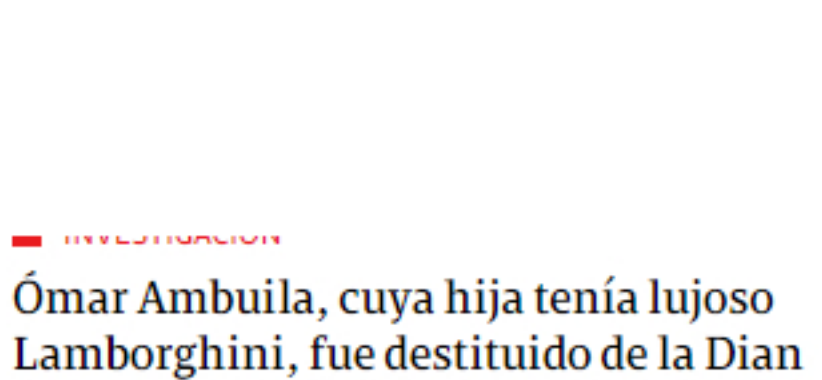 INVESTIGACIÓN
Ómar Ambuila, cuya hija tenía lujoso
Lamborghini, fue destituido de la Dian